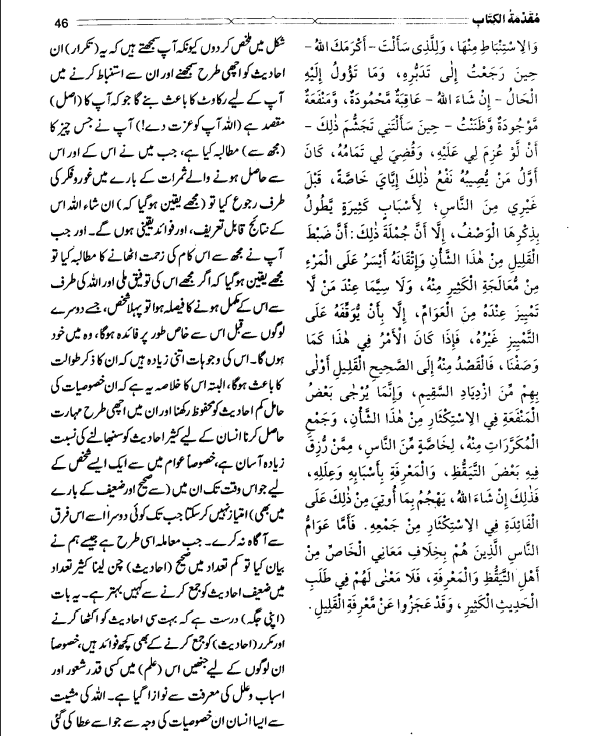 مُقَدِّمَةُ الكِتَاب
46
وَالِاسْتِنْبَاطِ مِنْهَا، وَلِلَّذِي سَأَلْتَ - أَكْرَمَكَ اللهُ -
حِينَ رَجَعْتُ إِلٰى تَدَبُّرِهِ، وَمَا تَؤُولُ إِلَيْهِ
الْحَالُ - إِنْ شَاءَ اللهُ - عَاقِبَةٌ مَّحْمُودَةٌ، وَّمَنْفَعَةٌ
مَّوْجُودَةٌ وَّظَنَنْتُ - حِينَ سَأَلْتَنِي تَجَشُّمَ ذٰلِكَ -
أَنْ لَّوْ عُزِمَ لِي عَلَيْهِ، وَقُضِيَ لِي تَمَامُهُ، كَانَ
أَوَّلُ مَنْ يُصِيبُهُ نَفْعُ ذٰلِكَ إِيَّايَ خَاصَّةً، قَبْلَ
غَيْرِي مِنَ النَّاسِ؛ لِأَسْبَابٍ كَثِيرَةٍ يَّطُولُ
بِذِكْرِهَا الْوَصْفُ، إِلَّا أَنَّ جُمْلَةَ ذٰلِكَ: أَنَّ ضَبْطَ
الْقَلِيلِ مِنْ هٰذَا الشَّأْنِ وَإِتْقَانَهُ أَيْسَرُ عَلَى الْمَرْءِ
مِنْ مُّعَالَجَةِ الْكَثِيرِ مِنْهُ، وَلَا سِيَّمَا عِنْدَ مَنْ لَّا
تَمْيِيزَ عِنْدَهُ مِنَ الْعَوَامِّ، إِلَّا بِأَنْ يُّوَقِّفَهُ عَلَى
التَّمْيِيزِ غَيْرُهُ، فَإِذَا كَانَ الْأَمْرُ فِي هٰذَا كَمَا
وَصَفْنَا، فَالْقَصْدُ مِنْهُ إِلَى الصَّحِيحِ الْقَلِيلِ أَوْلٰى
بِهِمْ مِّنَ ازْدِيَادِ السَّقِيمِ، وَإِنَّمَا يُرْجٰى بَعْضُ
الْمَنْفَعَةِ فِي الِاسْتِكْثَارِ مِنْ هٰذَا الشَّأْنِ، وَجَمْعِ
الْمُكَرَّرَاتِ مِنْهُ، لِخَاصَّةٍ مِّنَ النَّاسِ، مِمَّنْ رُّزِقَ
فِيهِ بَعْضَ التَّيَقُّظِ، وَالْمَعْرِفَةِ بِأَسْبَابِهِ وَعِلَلِهِ،
فَذٰلِكَ إِنْ شَاءَ اللهُ، يَهْجُمُ بِمَا أُوتِيَ مِنْ ذٰلِكَ عَلَى
الْفَائِدَةِ فِي الِاسْتِكْثَارِ مِنْ جَمْعِهِ. فَأَمَّا عَوَامُّ
النَّاسِ الَّذِينَ هُمْ بِخِلَافِ مَعَانِي الْخَاصِّ مِنْ
أَهْلِ التَّيَقُّظِ وَالْمَعْرِفَةِ، فَلَا مَعْنٰى لَهُمْ فِي طَلَبِ
الْحَدِيثِ الْكَثِيرِ، وَقَدْ عَجَزُوا عَنْ مَّعْرِفَةِ الْقَلِيلِ.
شکل میں ملخص کر دوں کیونکہ آپ سمجھتے ہیں کہ یہ (تکرار) ان
احادیث کو اچھی طرح سمجھنے اور ان سے استنباط کرنے میں
آپ کے لیے رکاوٹ کا باعث بنے گا جو کہ آپ کا (اصل)
مقصد ہے (اللہ آپ کو عزت دے!) آپ نے جس چیز کا
(مجھ سے) مطالبہ کیا ہے، جب میں نے اس کے اور اس
سے حاصل ہونے والے ثمرات کے بارے میں غور و فکر کی
طرف رجوع کیا تو (مجھے یقین ہوگیا کہ) ان شاء اللہ اس
کے نتائج قابل تعریف، اور فوائد یقینی ہوں گے۔ اور جب
آپ نے مجھ سے اس کام کی زحمت اٹھانے کا مطالبہ کیا تو
مجھے یقین ہوگیا کہ اگر مجھے اس کی توفیق ملی اور اللہ کی طرف
سے اس کے مکمل ہونے کا فیصلہ ہوا تو پہلا شخص، جسے دوسرے
لوگوں سے قبل اس سے خاص طور پر فائدہ ہوگا، وہ میں خود
ہوں گا۔ اس کی وجوہات اتنی زیادہ ہیں کہ ان کا ذکر طوالت
کا باعث ہوگا، البتہ اس کا خلاصہ یہ ہے کہ ان خصوصیات کی
حامل کم احادیث کو محفوظ رکھنا اور ان میں اچھی طرح مہارت
حاصل کرنا انسان کے لیے کثیر احادیث کو سنبھالنے کی نسبت
زیادہ آسان ہے، خصوصاً عوام میں سے ایک ایسے شخص کے
لیے جو اس وقت تک ان میں (سے صحیح اور ضعیف کے بارے
میں بھی) امتیاز نہیں کر سکتا جب تک کوئی دوسرا اسے اس فرق
سے آگاہ نہ کرے۔ جب معاملہ اسی طرح ہے جیسے ہم نے
بیان کیا تو کم تعداد میں صحیح (احادیث) چن لینا کثیر تعداد
میں ضعیف احادیث کو جمع کرنے سے کہیں بہتر ہے۔ یہ بات
(اپنی جگہ) درست ہے کہ بہت سی احادیث کو اکٹھا کرنے
اور مکرر (احادیث) کو جمع کرنے کے بھی کچھ فوائد ہیں، خصوصاً
ان لوگوں کے لیے جنھیں اس (علم) میں کسی قدر شعور اور
اسباب و علل کی معرفت سے نوازا گیا ہے۔ اللہ کی مشیت
سے ایسا انسان ان خصوصیات کی وجہ سے جو اسے عطا کی گئی